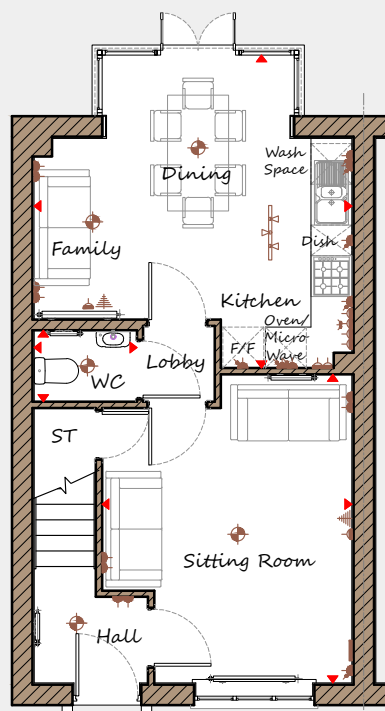 Wash
Space
Dining
Dish
Family
Kitchen
Oven/
Micro
Wave
F/F
Lobby
WC
ST
Sitting Room
Hall